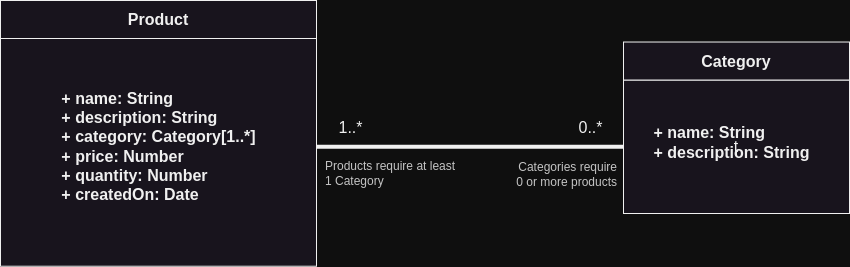 Product
+ name: String
+ description: String
+ category: Category[1..*]
+ price: Number
+ quantity: Number
+ createdOn: Date
1..*
Products require at least
1 Category
0..*
Categories require
0 or more products
Category
+ name: String
+ description: String